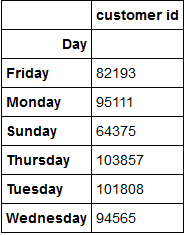 customer id
Day
Friday 82193
Monday 95111
Sunday 64375
Thursday 103857
Tuesday 101808
Wednesday 94565